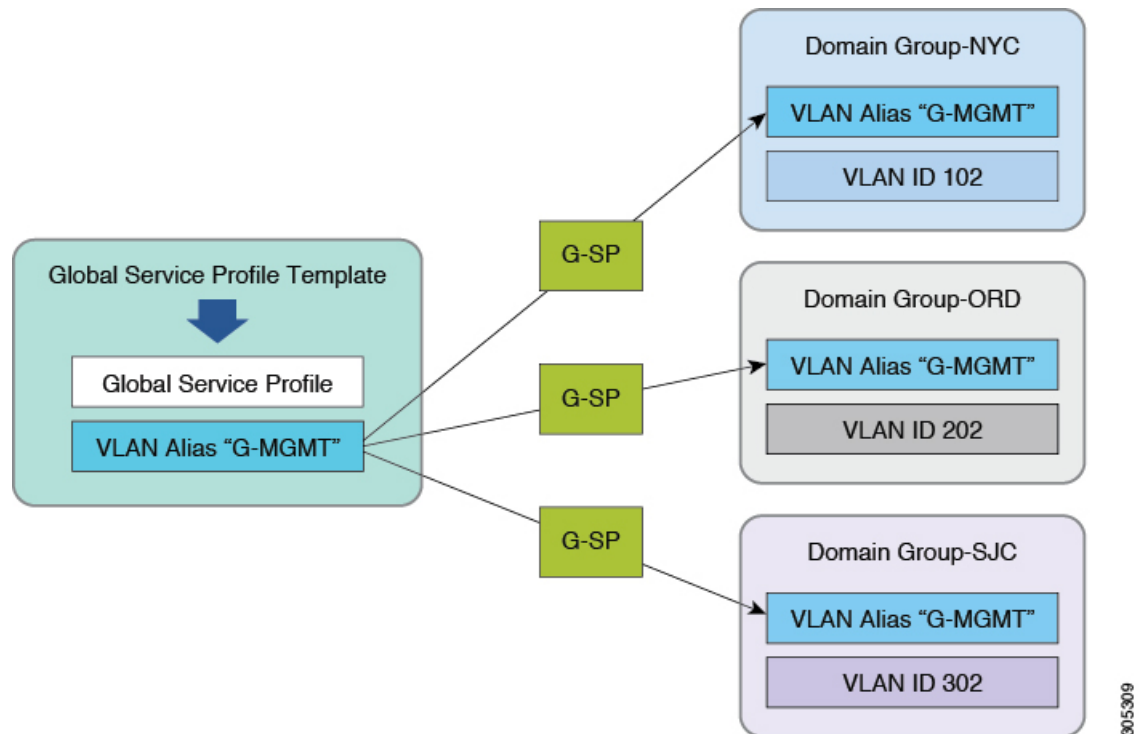 Global Service Profile Template
Global Service Profile
VLAN Alias “G-MGMT”
G-SP
G-SP
G-SP
Domain Group-NYC
VLAN Alias “G-MGMT”
VLAN ID 102
Domain Group-ORD
VLAN Alias “G-MGMT”
VLAN ID 202
Domain Group-SJC
VLAN Alias “G-MGMT”
VLAN ID 302
305309